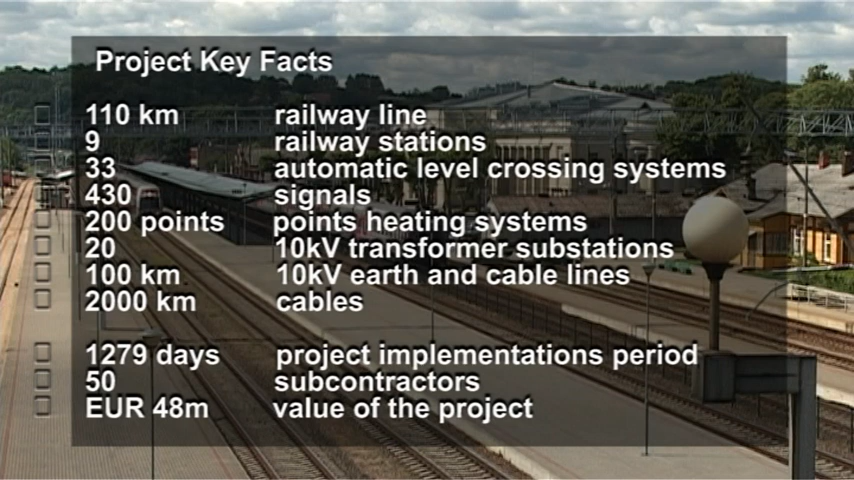 Project Key Facts
110 km railway line
9 railway stations
33 automatic level crossing systems
430 signals
200 points points heating systems
20 10kV transformer substations
100 km 10kV earth and cable lines
2000 km cables
1279 days project implementations period
50 subcontractors
EUR 48m value of the project